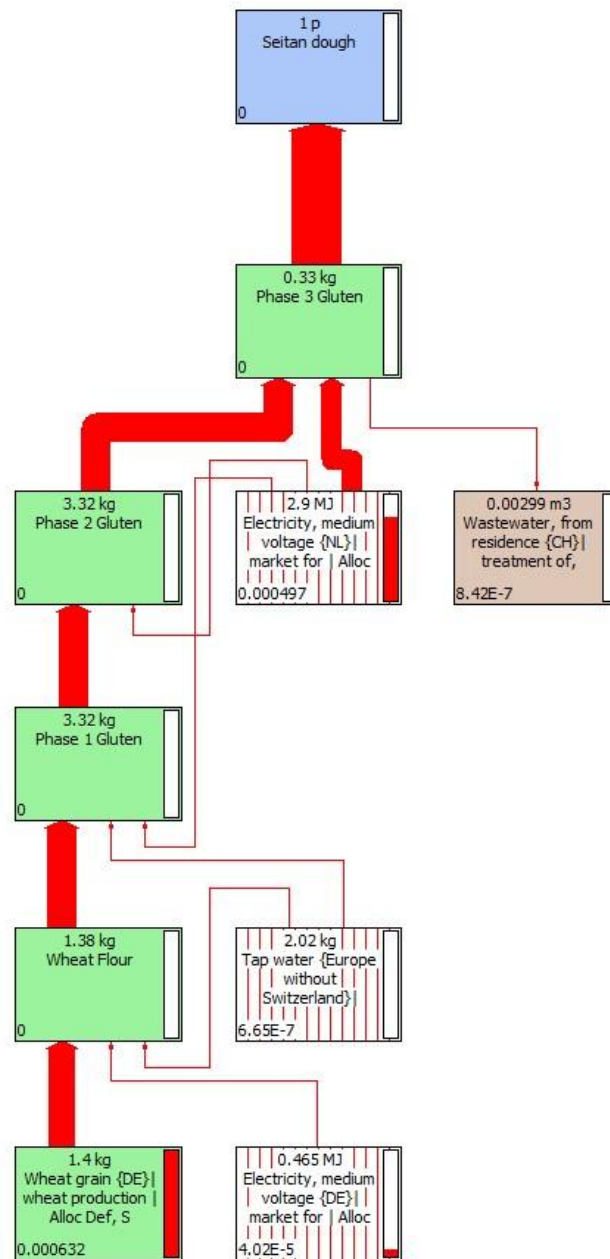 1 p
Seitan dough
0
0.33 kg
Phase 3 Gluten
0
3.32 kg
Phase 2 Gluten
0
2.9 MJ
Electricity, medium
voltage {NL}|
market for | Alloc
0.000497
0.00299 m3
Wastewater, from
residence {CH}|
treatment of,
8.42E-7
3.32 kg
Phase 1 Gluten
0
1.38 kg
Wheat Flour
0
2.02 kg
Tap water {Europe
without
Switzerland}|
6.65E-7
1.4 kg
Wheat grain {DE}|
wheat production |
Alloc Def, S
0.000632
0.465 MJ
Electricity, medium
voltage {DE}|
market for | Alloc
4.02E-5